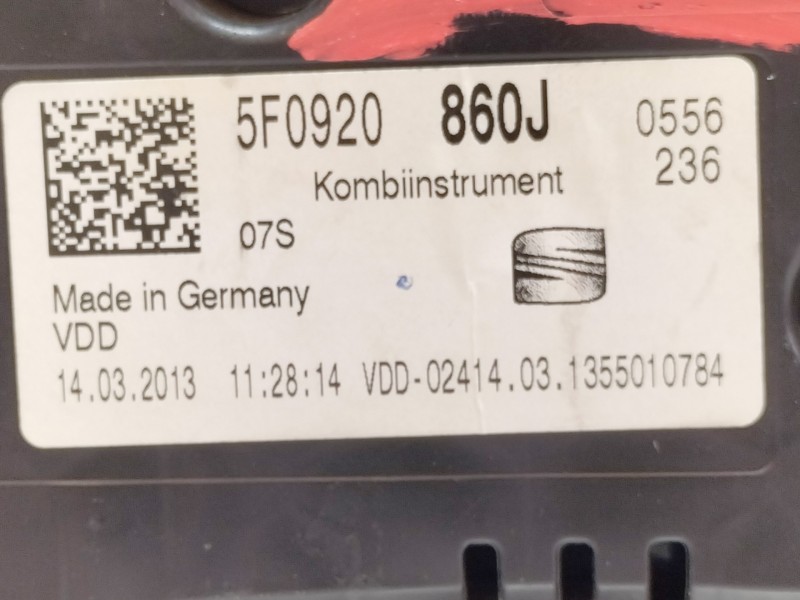 5F0920 860J 0556
236
Kombiinstrument
07S
Made in Germany
VDD
14.03.2013 11:28:14 VDD-02414.03.1355010784